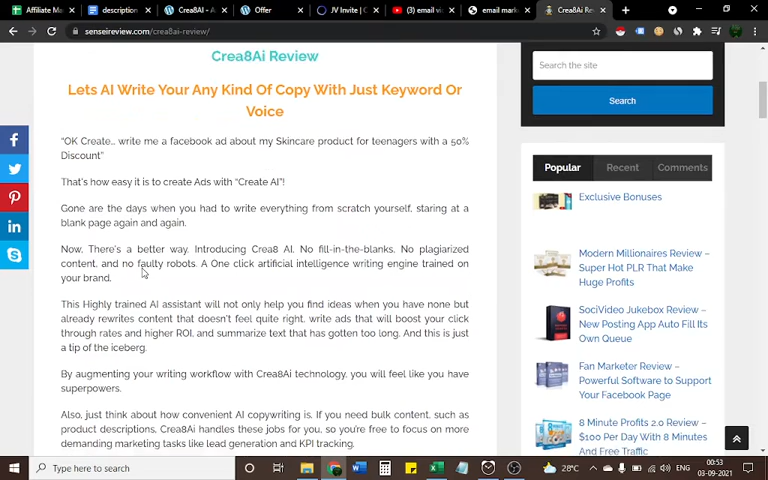 Affiliate Ma
description
Crea8AI - A
Offer
JV Invite | C
(3) email vi
email mark
Crea8Ai Re
senseireview.com/crea8ai-review/
Crea8Ai Review
Lets AI Write Your Any Kind Of Copy With Just Keyword Or
Voice
“OK Create… write me a facebook ad about my Skincare product for teenagers with a 50%
Discount”
That’s how easy it is to create Ads with “Create AI”!
Gone are the days when you had to write everything from scratch yourself, staring at a
blank page again and again.
Now, There’s a better way. Introducing Crea8 AI. No fill-in-the-blanks. No plagiarized
content, and no faulty robots. A One click artificial intelligence writing engine trained on
your brand.
This Highly trained AI assistant will not only help you find ideas when you have none but
already rewrites content that doesn’t feel quite right, write ads that will boost your click
through rates and higher ROI, and summarize text that has gotten too long. And this is just
a tip of the iceberg.
By augmenting your writing workflow with Crea8Ai technology, you will feel like you have
superpowers.
Also, just think about how convenient AI copywriting is. If you need bulk content, such as
product descriptions, Crea8Ai handles these jobs for you, so you’re free to focus on more
demanding marketing tasks like lead generation and KPI tracking.
Search the site
Search
Popular
Recent
Comments
Exclusive Bonuses
Modern Millionaires Review –
Super Hot PLR That Make
Huge Profits
SociVideo Jukebox Review –
New Posting App Auto Fill Its
Own Queue
Fan Marketer Review –
Powerful Software to Support
Your Facebook Page
8 Minute Profits 2.0 Review –
$100 Per Day With 8 Minutes
And Free Traffic
Type here to search
28°C
ENG
00:53
03-09-2021